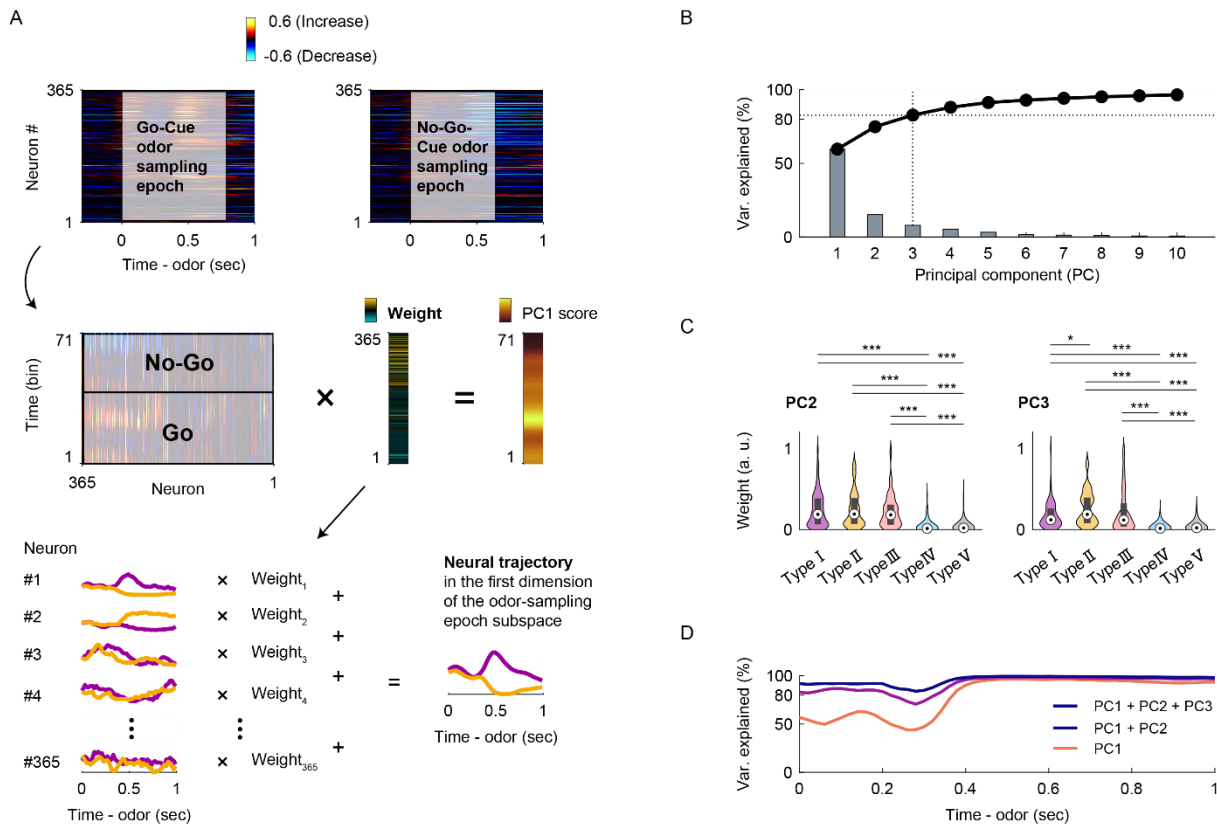 A
0.6 (Increase)
-0.6 (Decrease)
365
Neuron #
1
Go-Cue
odor
sampling
epoch
0
0.5
1
Time - odor (sec)
No-Go-
Cue odor
sampling
epoch
365
1
0
0.5
1
Time - odor (sec)
71
Time (bin)
1
No-Go
Go
365
Neuron
1
×
Weight
365
1
=
PC1 score
71
1
Neuron
#1
× Weight1
+
#2
× Weight2
+
#3
× Weight3
+
#4
× Weight4
#365
× Weight365
+
0 0.5 1
Time - odor (sec)
=
Neural trajectory
in the first dimension
of the odor-sampling
epoch subspace
0 0.5 1
Time - odor (sec)
B
Var. explained (%)
100
80
50
0
1 2 3 4 5 6 7 8 9 10
Principal component (PC)
C
Weight (a. u.)
PC2
*** ***
*** ***
*** ***
1
0
Type I Type II Type III Type IV Type V
PC3
*
*** ***
*** ***
*** ***
1
0
Type I Type II Type III Type IV Type V
D
Var. explained (%)
100
80
50
0
PC1 + PC2 + PC3
PC1 + PC2
PC1
0 0.2 0.4 0.6 0.8 1
Time - odor (sec)